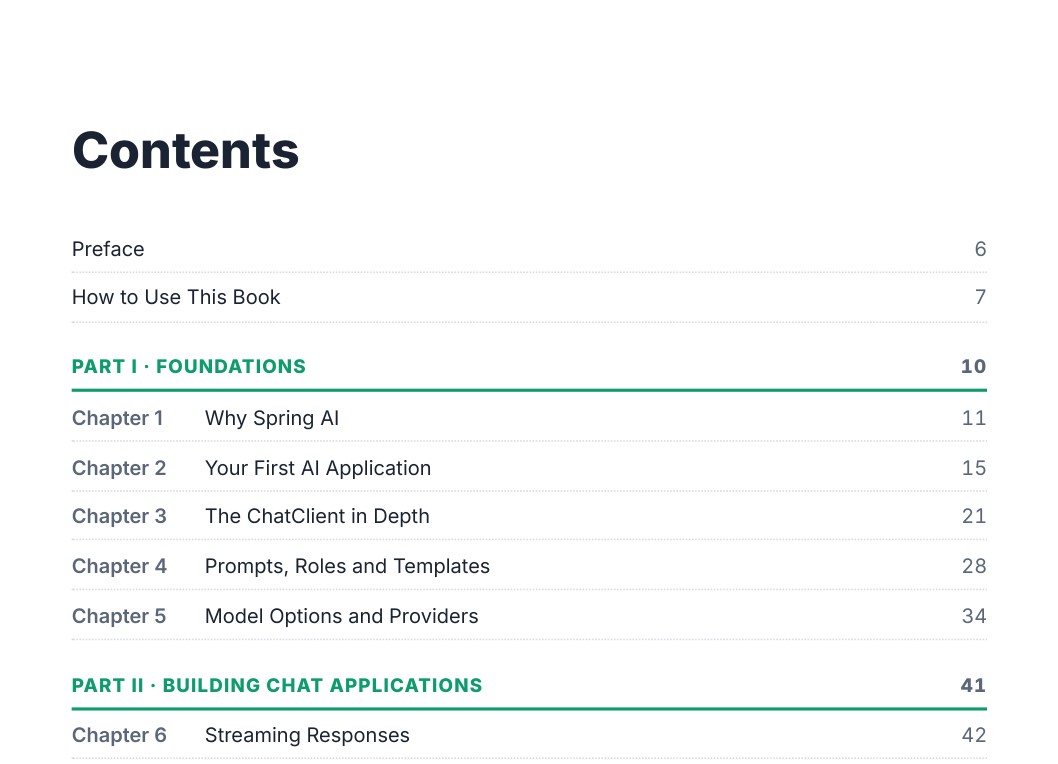 Contents
Preface 6
How to Use This Book 7
PART I · FOUNDATIONS 10
Chapter 1 Why Spring AI 11
Chapter 2 Your First AI Application 15
Chapter 3 The ChatClient in Depth 21
Chapter 4 Prompts, Roles and Templates 28
Chapter 5 Model Options and Providers 34
PART II · BUILDING CHAT APPLICATIONS 41
Chapter 6 Streaming Responses 42